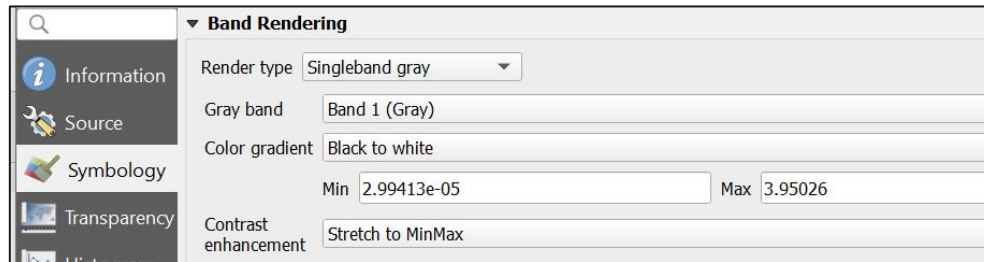 Band Rendering
Information
Source
Symbology
Transparency
Render type Singleband gray
Gray band Band 1 (Gray)
Color gradient Black to white
Min 2.99413e-05 Max 3.95026
Contrast
enhancement Stretch to MinMax